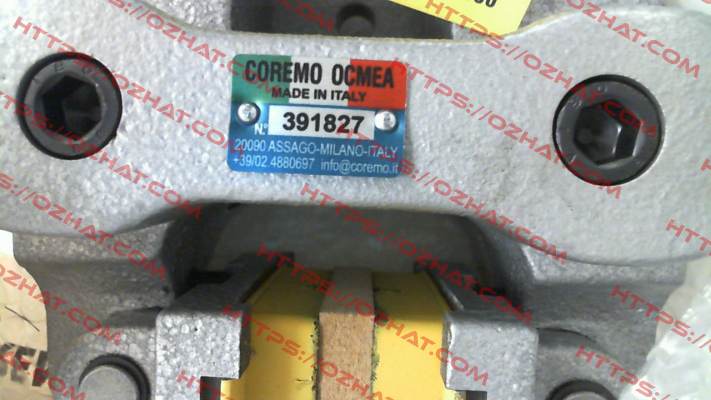 COREMO OCMEA
MADE IN ITALY
N° 391827
20090 ASSAGO-MILANO-ITALY
+39/02.4880697 info@coremo.it
HTTPS://OZHAT.COM